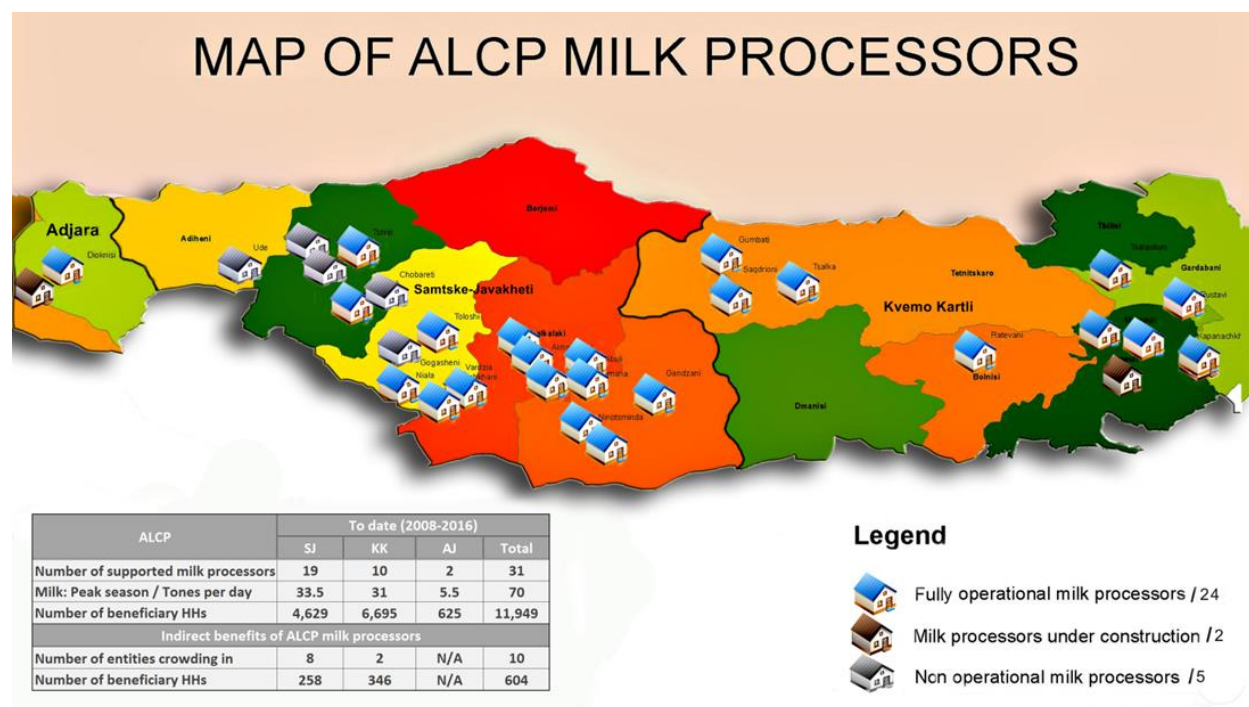 MAP OF ALCP MILK PROCESSORS
Adjara
Dioknisi
Adiheni
Ude
Borjomi
Chobareti
Samtske-Javakheti
Toloshi
Gogasheni
Niala
Vardzia
Gandzani
Ninotsminda
Gumbati
Sagdrioni
Tsalka
Tetnitskaro
Kvemo Kartli
Ratevani
Bolnisi
Dmanisi
Tbilisi
Gardabani
Rustavi
Kapanachkh
ALCP
To date (2008-2016)
SJ KK AJ Total
Number of supported milk processors 19 10 2 31
Milk: Peak season / Tones per day 33.5 31 5.5 70
Number of beneficiary HHs 4,629 6,695 625 11,949
Indirect benefits of ALCP milk processors
Number of entities crowding in 8 2 N/A 10
Number of beneficiary HHs 258 346 N/A 604
Legend
Fully operational milk processors / 24
Milk processors under construction / 2
Non operational milk processors / 5